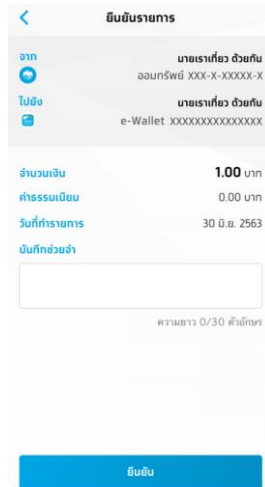 ยืนยันรายการ
จาก นายเราเที่ยว ด้วยกัน
ออมทรัพย์ XXX-X-XXXXX-X
ไปยัง นายเราเที่ยว ด้วยกัน
e-Wallet XXXXXXXXXXXXXXX
จำนวนเงิน 1.00 บาท
ค่าธรรมเนียม 0.00 บาท
วันที่ทำรายการ 30 มิ.ย. 2563
บันทึกช่วยจำ
ความยาว 0/30 ตัวอักษร
ยืนยัน